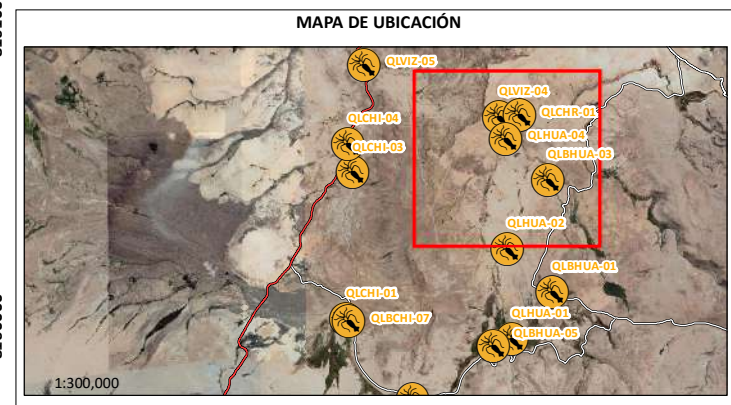 MAPA DE UBICACIÓN
QLVIZ-05
QLVIZ-04
QLCHI-04
QLCHR-01
QLHUA-04
QLCHI-03
QLBHUA-03
QLHUA-02
QLBHUA-01
QLCHI-01
QLBCHI-07
QLHUA-01
QLBHUA-05
1:300,000